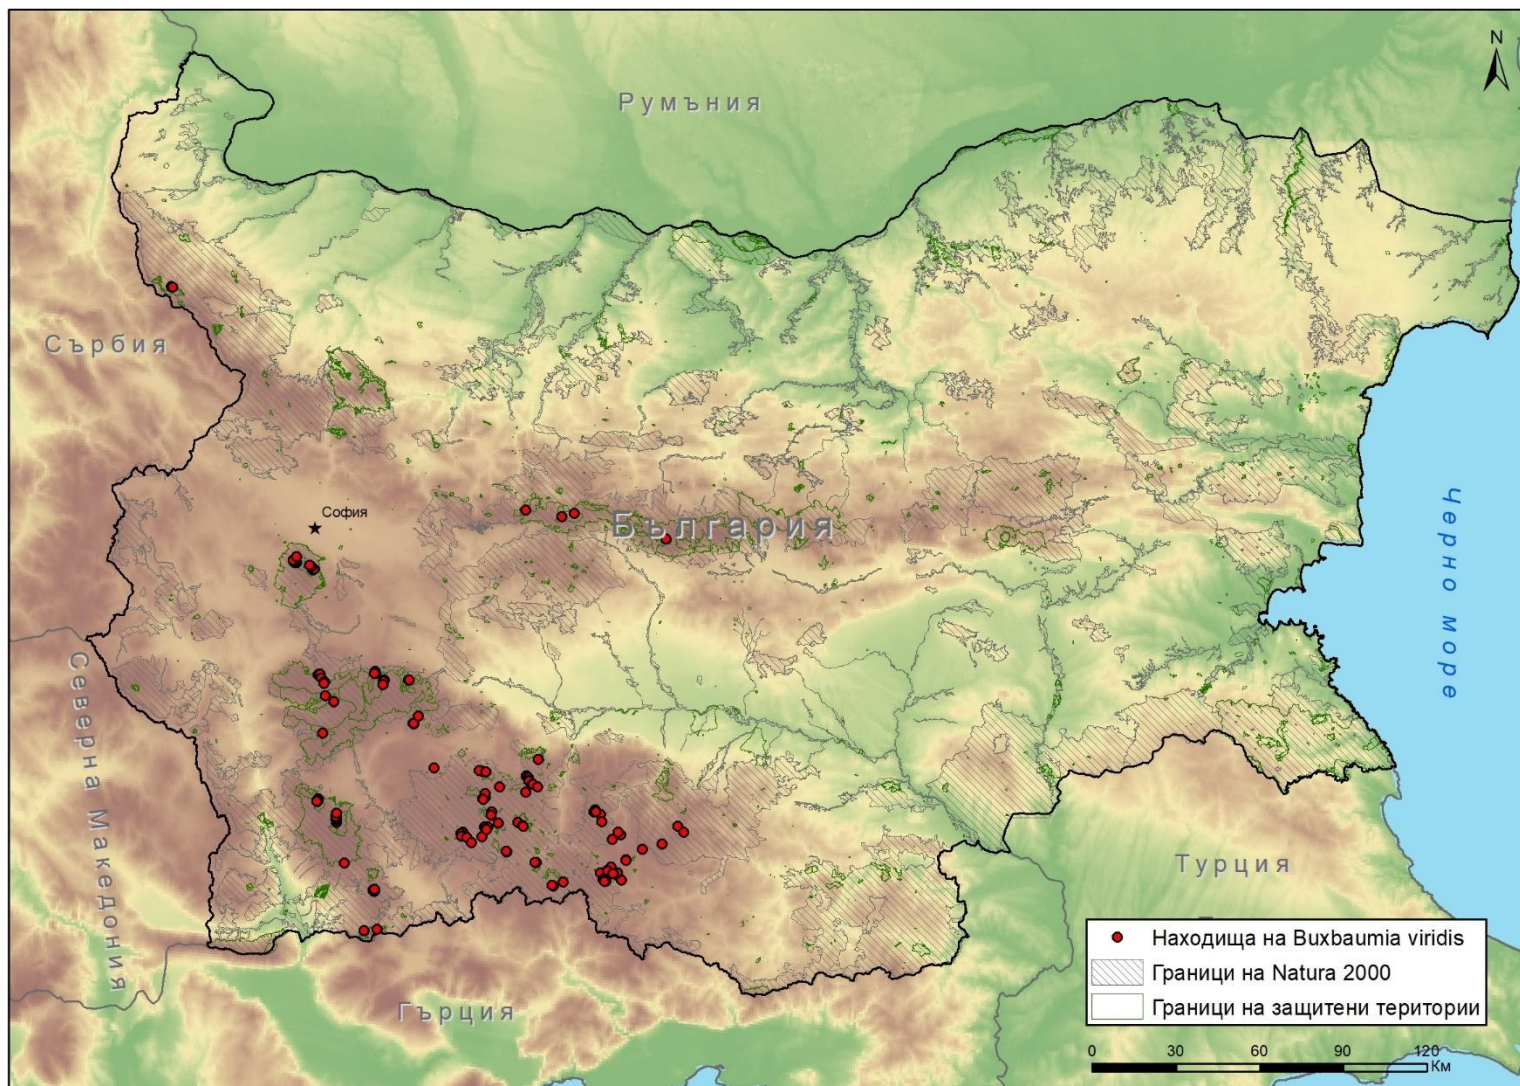 N
Румъния
Сърбия
София
България
Черно море
Северна Македония
Турция
Гърция
Находища на Buxbaumia viridis
Граници на Natura 2000
Граници на защитени територии
0 30 60 90 120
Км